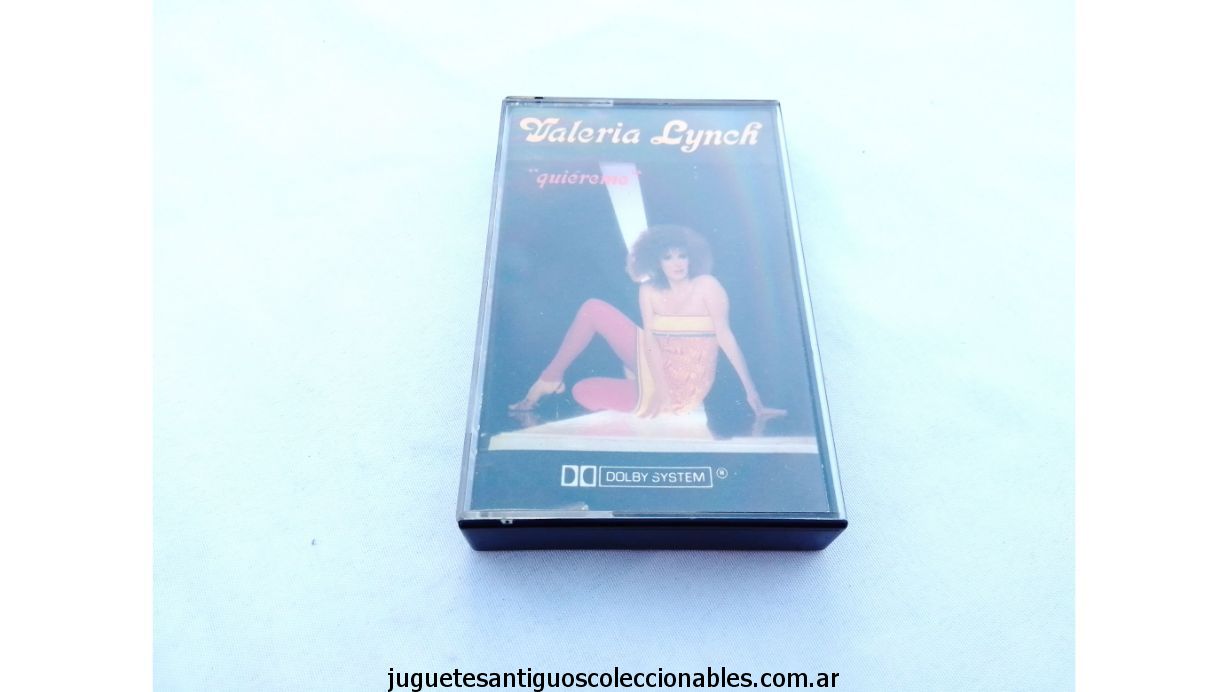 Valeria Lynch
"quiéreme"
DOLBY SYSTEM ®
juguetesantiguoscoleccionables.com.ar